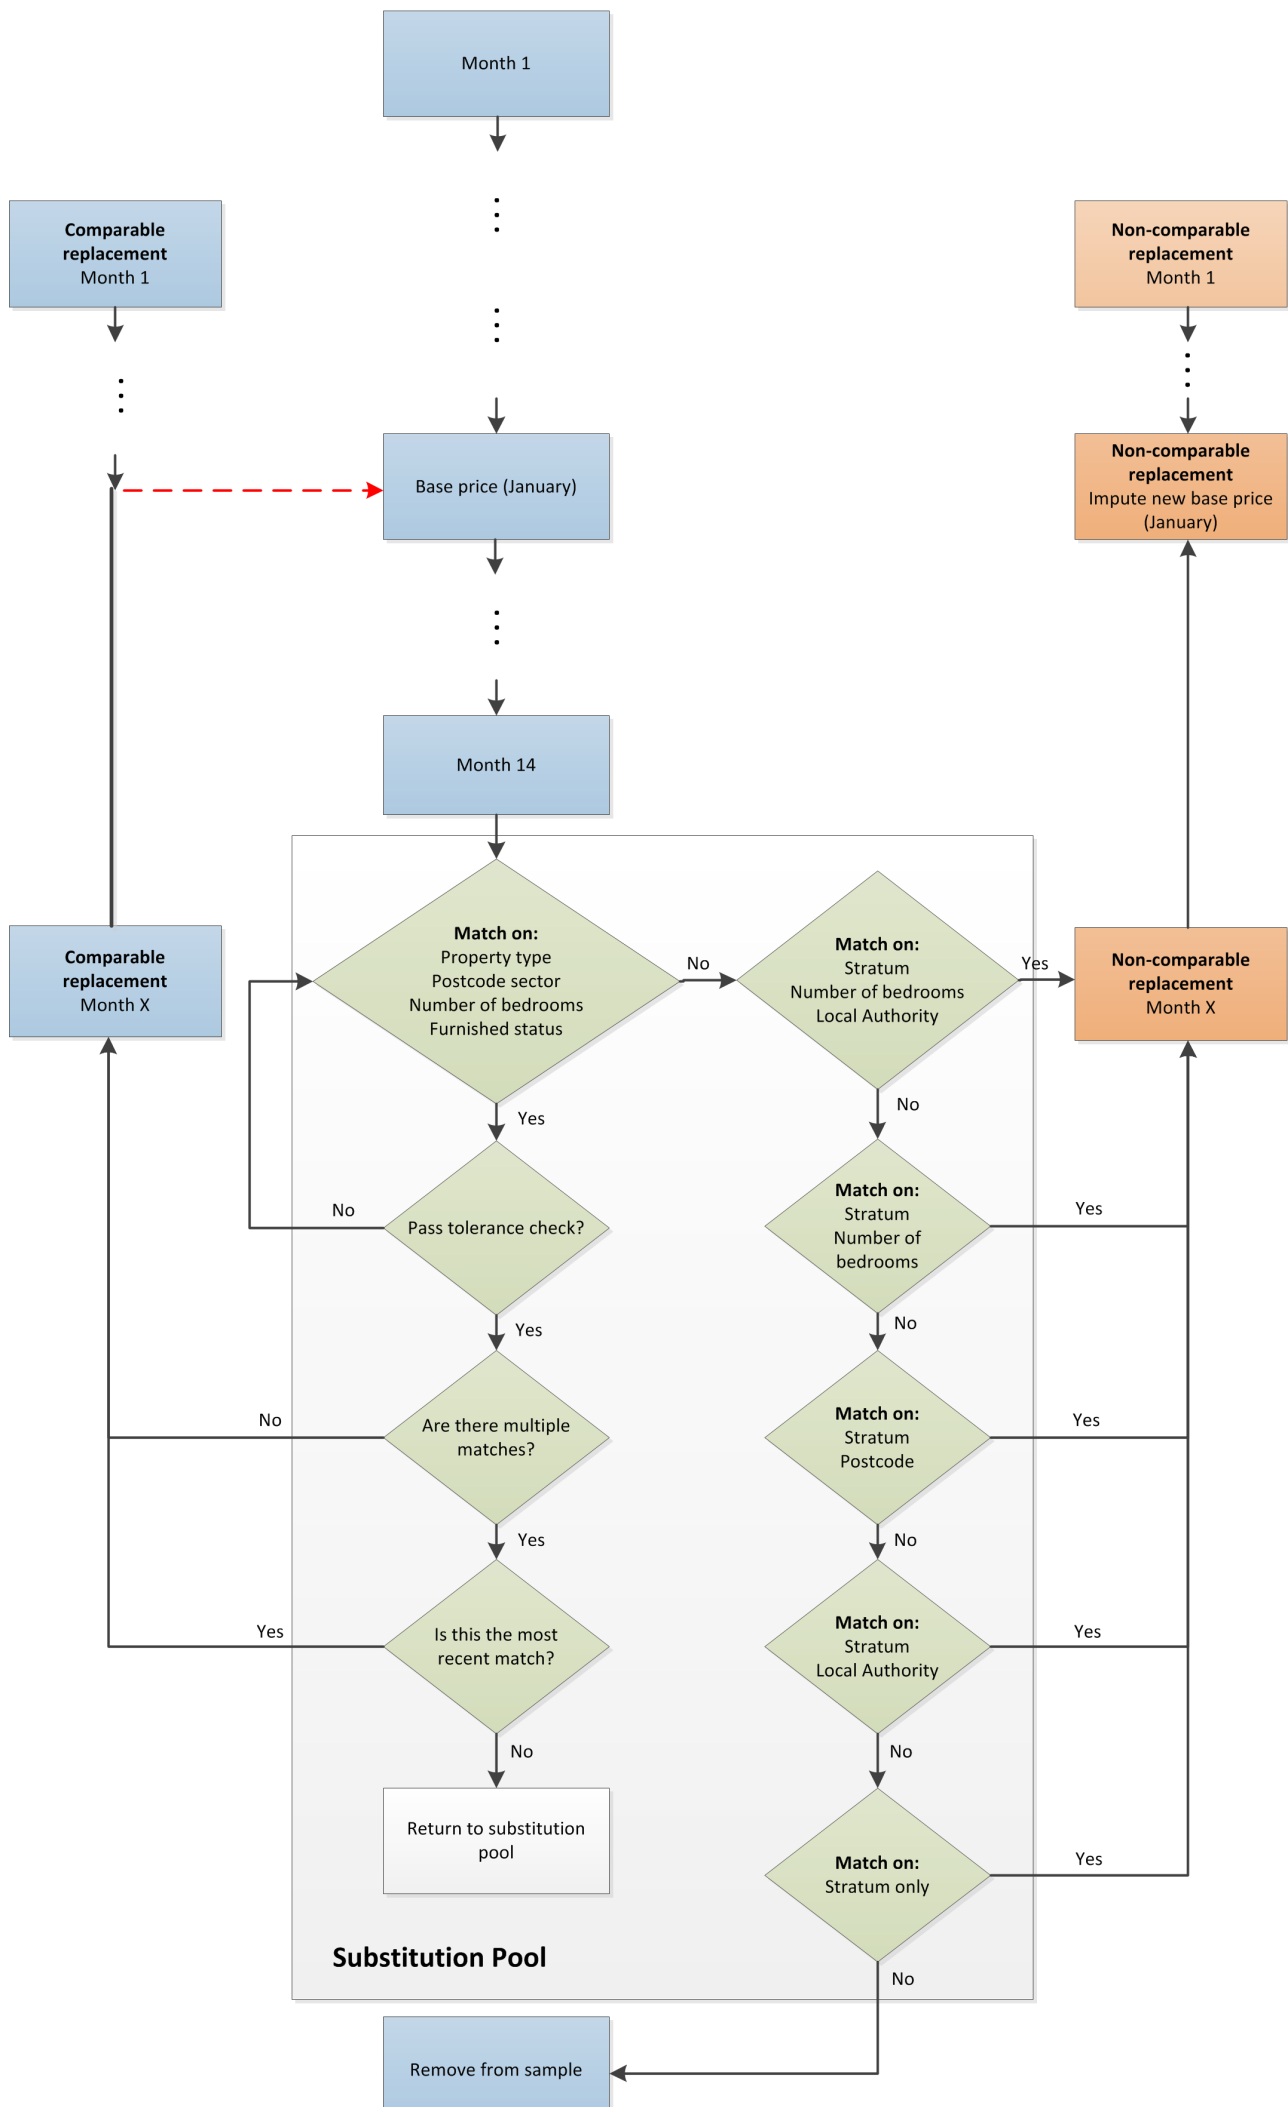 Month 1
Comparable
replacement
Month 1
Non-comparable
replacement
Month 1
Base price (January)
Non-comparable
replacement
Impute new base price
(January)
Month 14
Comparable
replacement
Month X
Match on:
Property type
Postcode sector
Number of bedrooms
Furnished status
No
Match on:
Stratum
Number of bedrooms
Local Authority
Yes
Non-comparable
replacement
Month X
Yes
No
Pass tolerance check?
No
Match on:
Stratum
Number of
bedrooms
Yes
Yes
No
Are there multiple
matches?
No
Match on:
Stratum
Postcode
Yes
Yes
No
Is this the most
recent match?
Yes
Match on:
Stratum
Local Authority
Yes
No
No
Return to substitution
pool
Match on:
Stratum only
Yes
Substitution Pool
No
Remove from sample